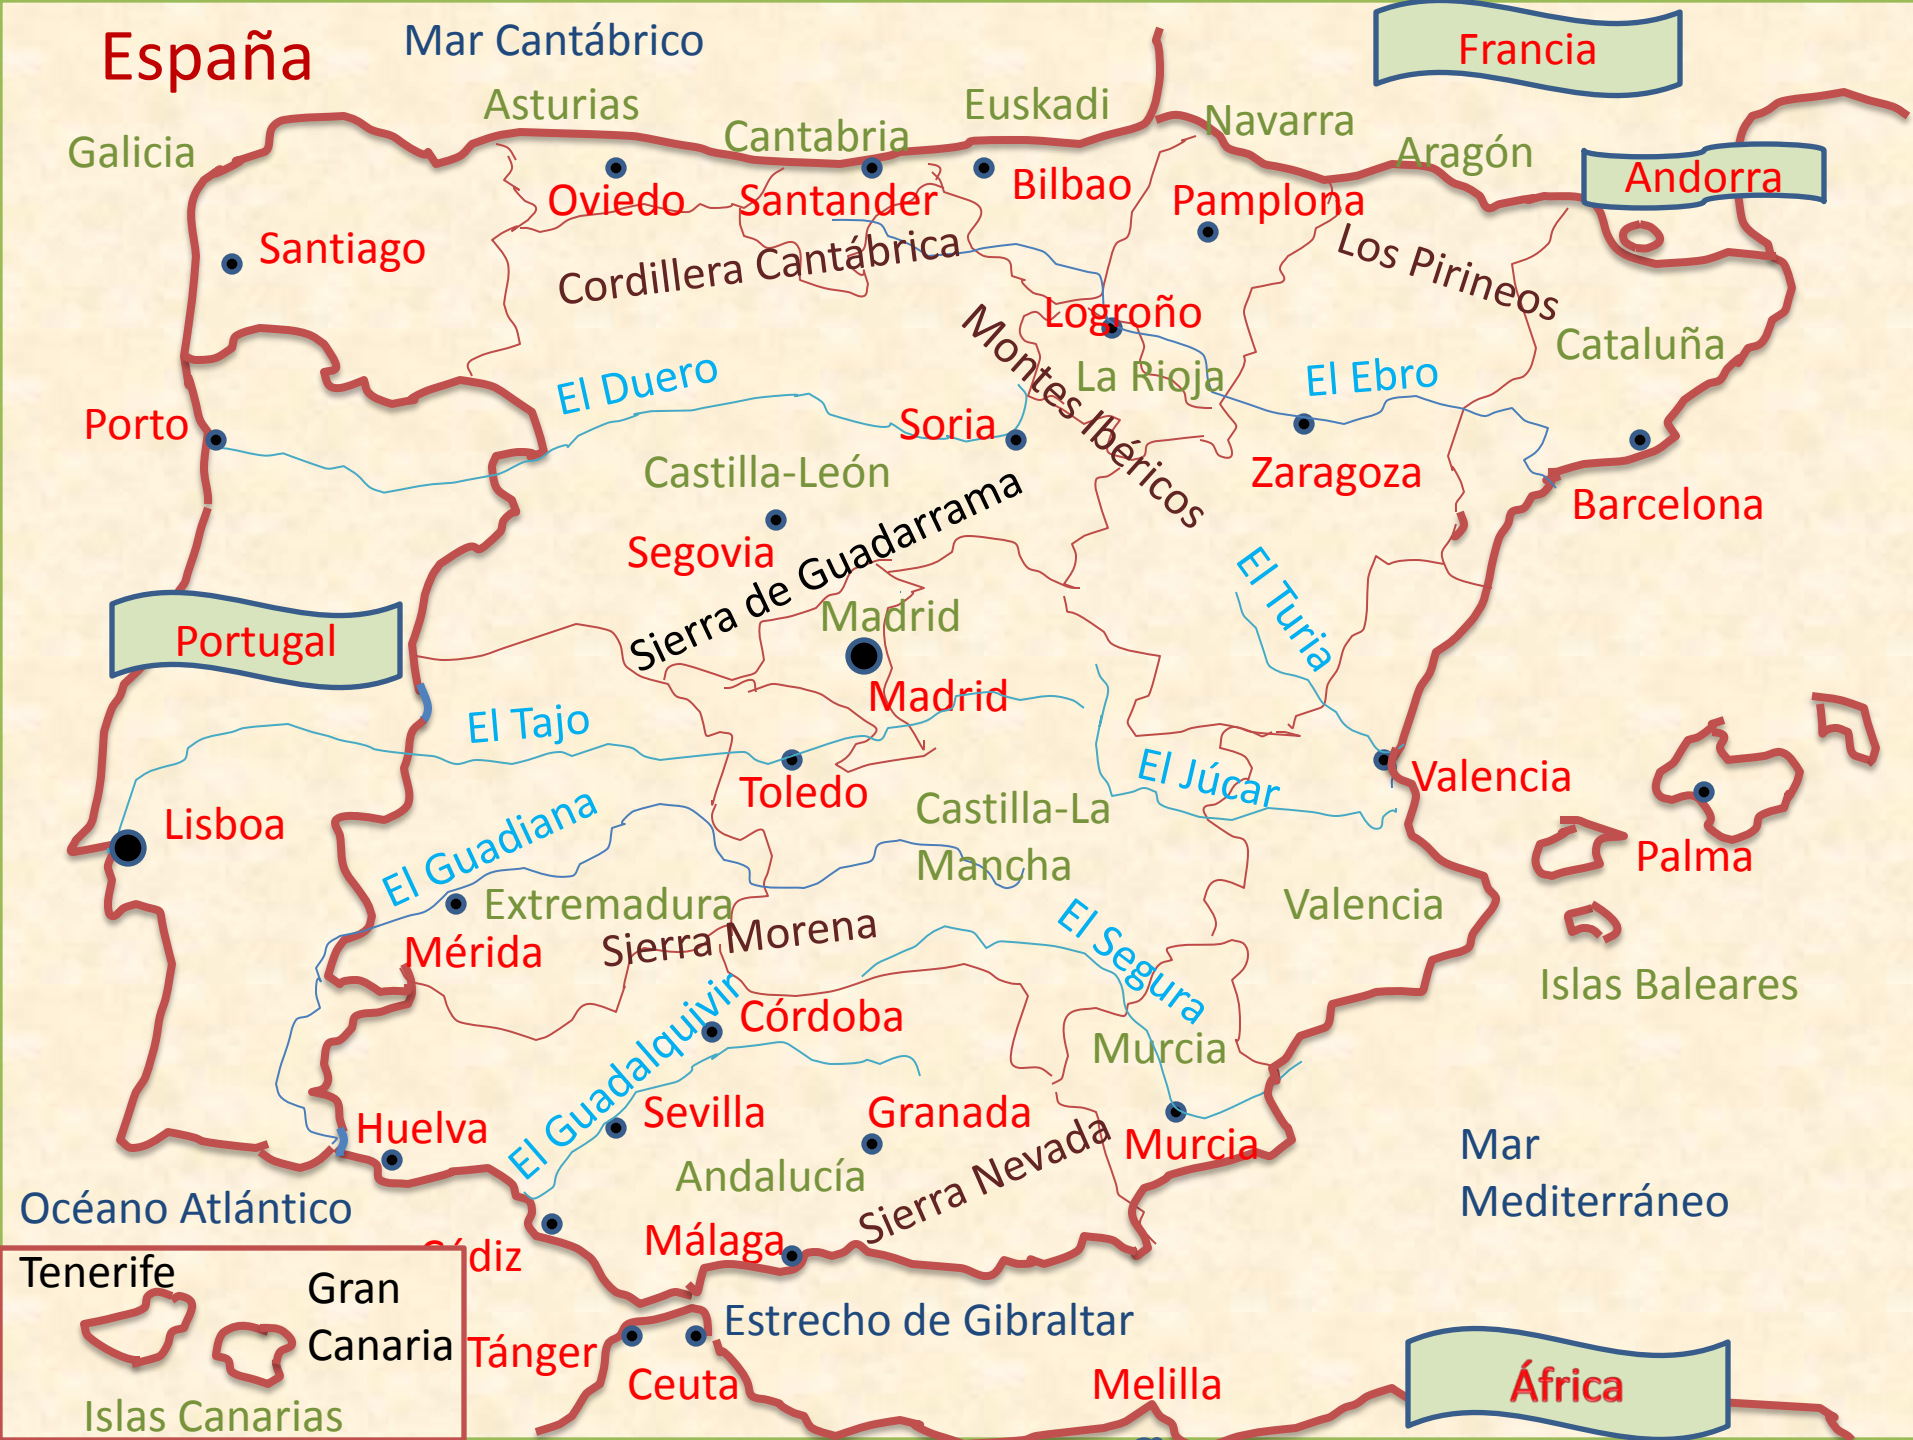 España
Mar Cantábrico
Francia
Asturias
Euskadi
Navarra
Galicia
Cantabria
Aragón
Andorra
Oviedo
Santander
Bilbao
Pamplona
Santiago
Cordillera Cantábrica
Los Pirineos
Logroño
Montes Ibéricos
La Rioja
Cataluña
El Duero
El Ebro
Porto
Soria
Castilla-León
Zaragoza
Barcelona
Segovia
Sierra de Guadarrama
El Turia
Madrid
Portugal
Madrid
El Tajo
Toledo
El Júcar
Valencia
Lisboa
El Guadiana
Castilla-La
Mancha
Palma
Extremadura
Valencia
Mérida
Sierra Morena
El Segura
Islas Baleares
El Guadalquivir
Córdoba
Murcia
Huelva
Sevilla
Granada
Murcia
Mar
Mediterráneo
Andalucía
Sierra Nevada
Océano Atlántico
Málaga
Cádiz
Tenerife
Gran
Canaria
Islas Canarias
Estrecho de Gibraltar
Tánger
Ceuta
Melilla
África